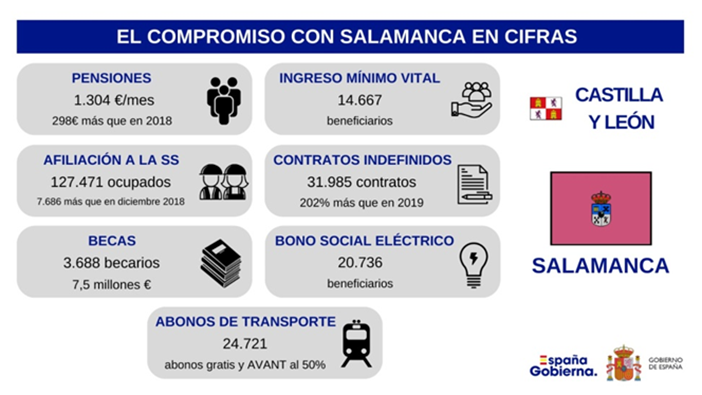 EL COMPROMISO CON SALAMANCA EN CIFRAS
PENSIONES
1.304 €/mes
298€ más que en 2018
INGRESO MÍNIMO VITAL
14.667
beneficiarios
AFILIACIÓN A LA SS
127.471 ocupados
7.686 más que en diciembre 2018
CONTRATOS INDEFINIDOS
31.985 contratos
202% más que en 2019
BECAS
3.688 becarios
7,5 millones €
BONO SOCIAL ELÉCTRICO
20.736
beneficiarios
ABONOS DE TRANSPORTE
24.721
abonos gratis y AVANT al 50%
CASTILLA
Y LEÓN
SALAMANCA
España
Gobierna.
GOBIERNO
DE ESPAÑA